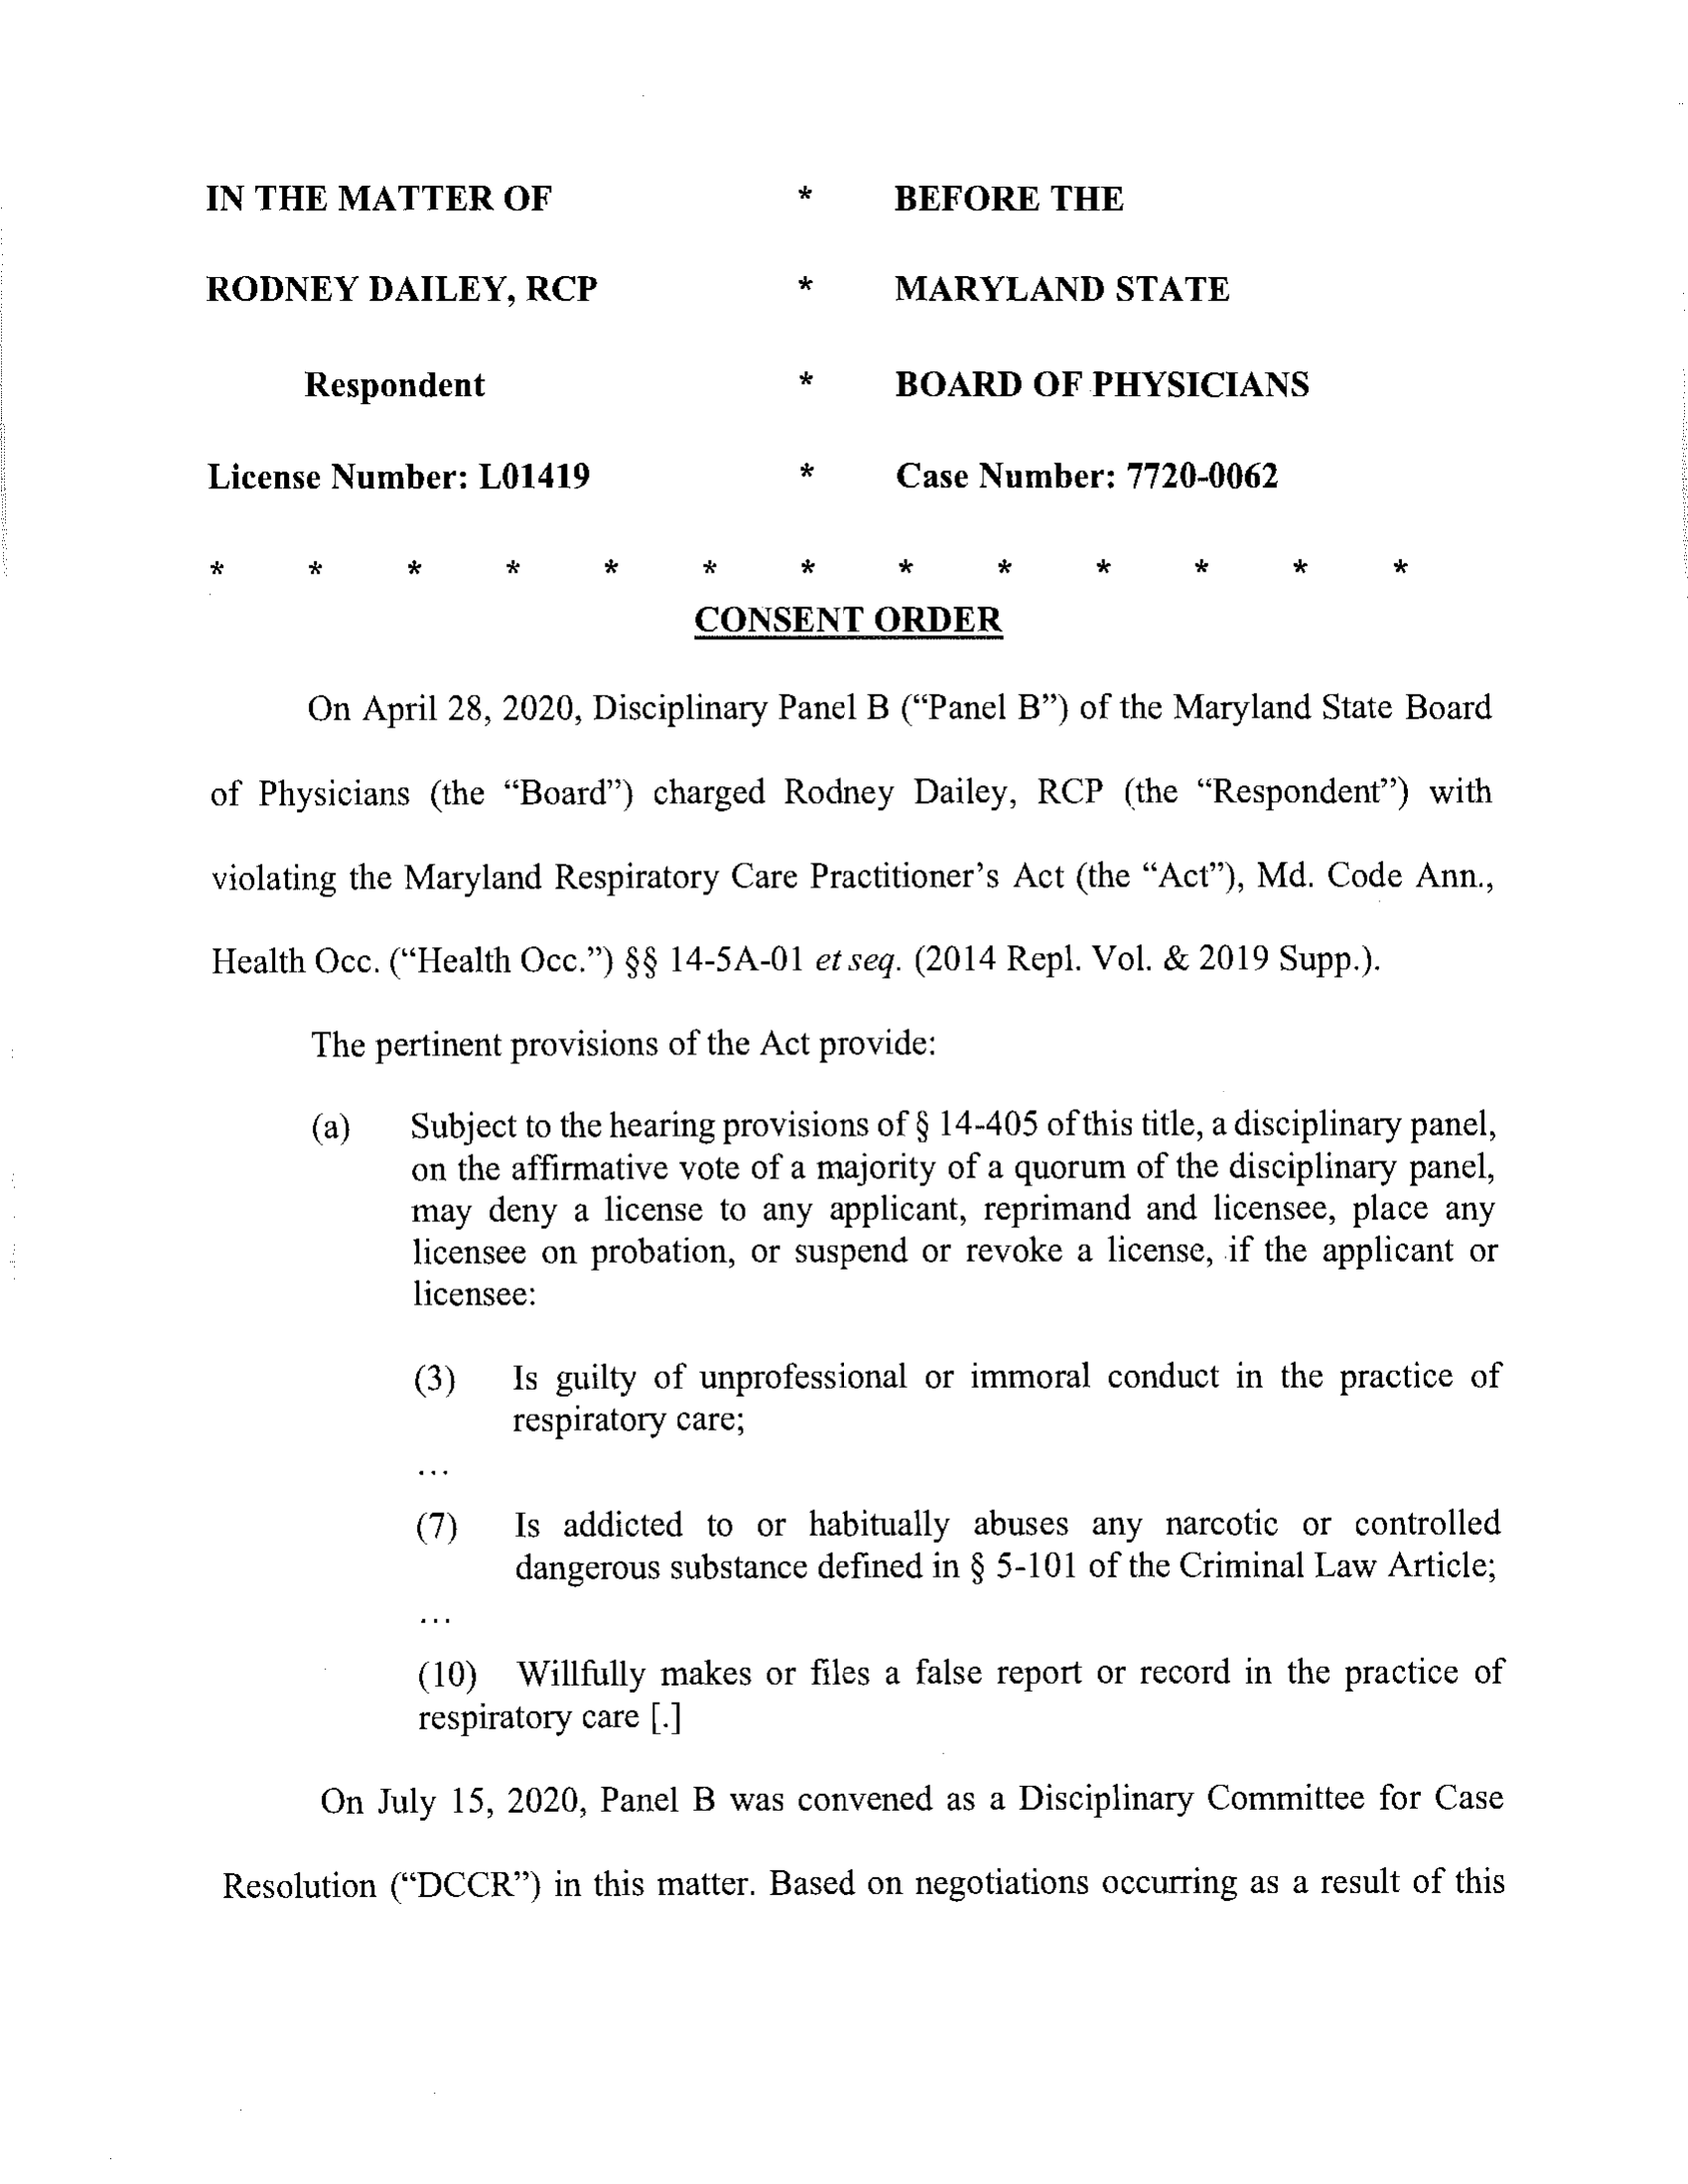 IN THE MATTER OF * BEFORE THE
RODNEY DAILEY, RCP * MARYLAND STATE
Respondent * BOARD OF PHYSICIANS
License Number: L01419 * Case Number: 7720-0062
* * * * * * * * * * * * *
CONSENT ORDER
On April 28, 2020, Disciplinary Panel B (“Panel B”) of the Maryland State Board
of Physicians (the “Board”) charged Rodney Dailey, RCP (the “Respondent”) with
violating the Maryland Respiratory Care Practitioner’s Act (the “Act”), Md. Code Ann.,
Health Occ. (“Health Occ.”) §§ 14-5A-01 et seq. (2014 Repl. Vol. & 2019 Supp.).
The pertinent provisions of the Act provide:
(a) Subject to the hearing provisions of § 14-405 of this title, a disciplinary panel,
on the affirmative vote of a majority of a quorum of the disciplinary panel,
may deny a license to any applicant, reprimand and licensee, place any
licensee on probation, or suspend or revoke a license, if the applicant or
licensee:
(3) Is guilty of unprofessional or immoral conduct in the practice of
respiratory care;
...
(7) Is addicted to or habitually abuses any narcotic or controlled
dangerous substance defined in § 5-101 of the Criminal Law Article;
...
(10) Willfully makes or files a false report or record in the practice of
respiratory care [.]
On July 15, 2020, Panel B was convened as a Disciplinary Committee for Case
Resolution (“DCCR”) in this matter. Based on negotiations occurring as a result of this